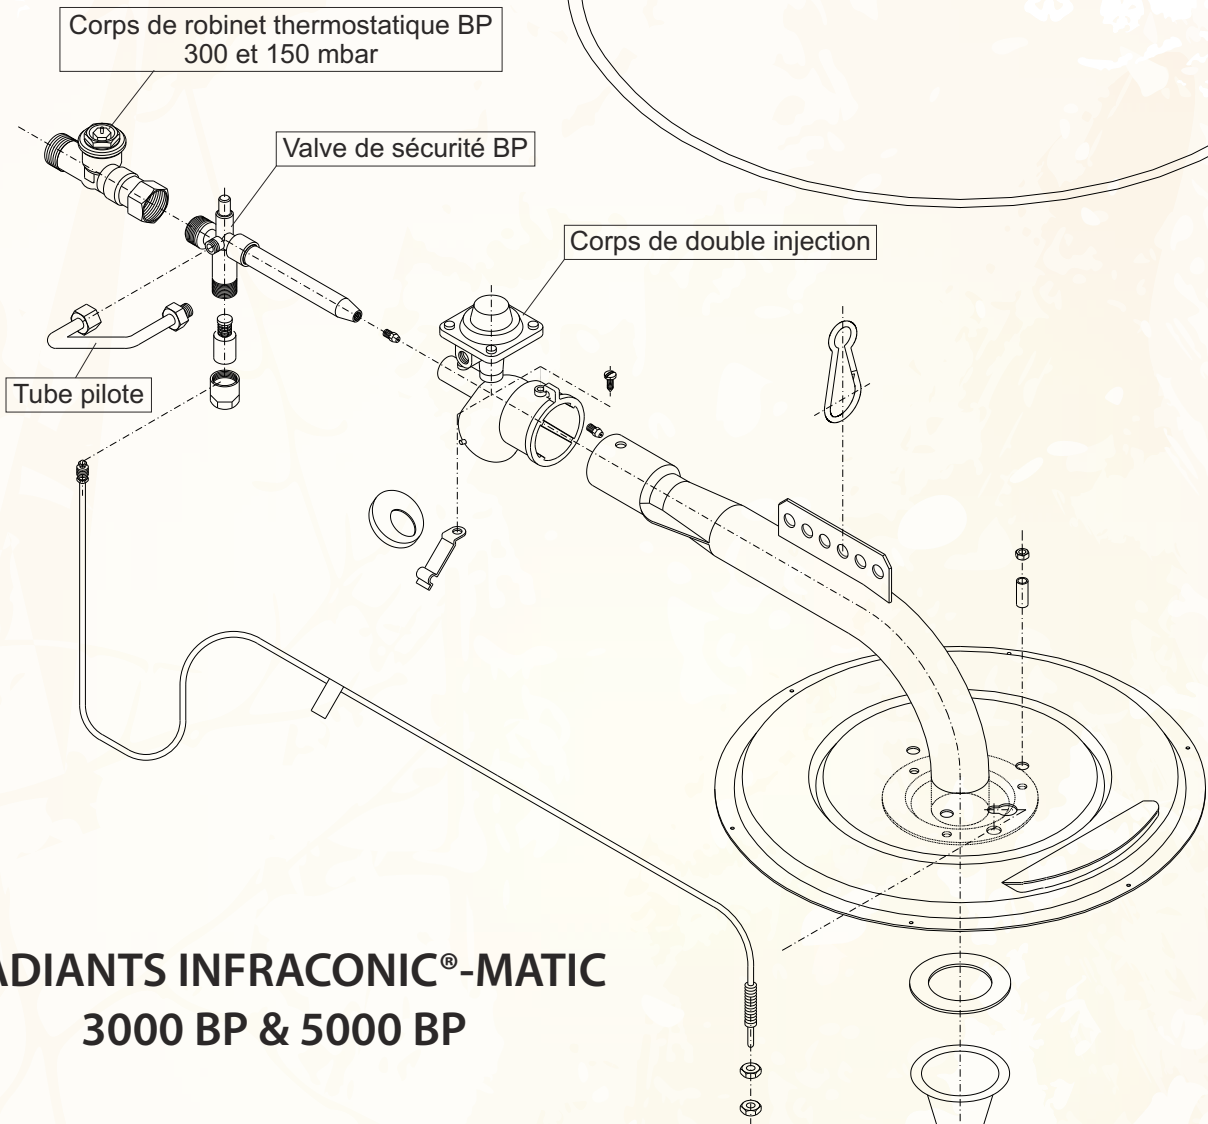 Corps de robinet thermostatique BP
300 et 150 mbar
Valve de sécurité BP
Corps de double injection
Tube pilote
ADIANTS INFRACONIC®-MATIC
3000 BP & 5000 BP